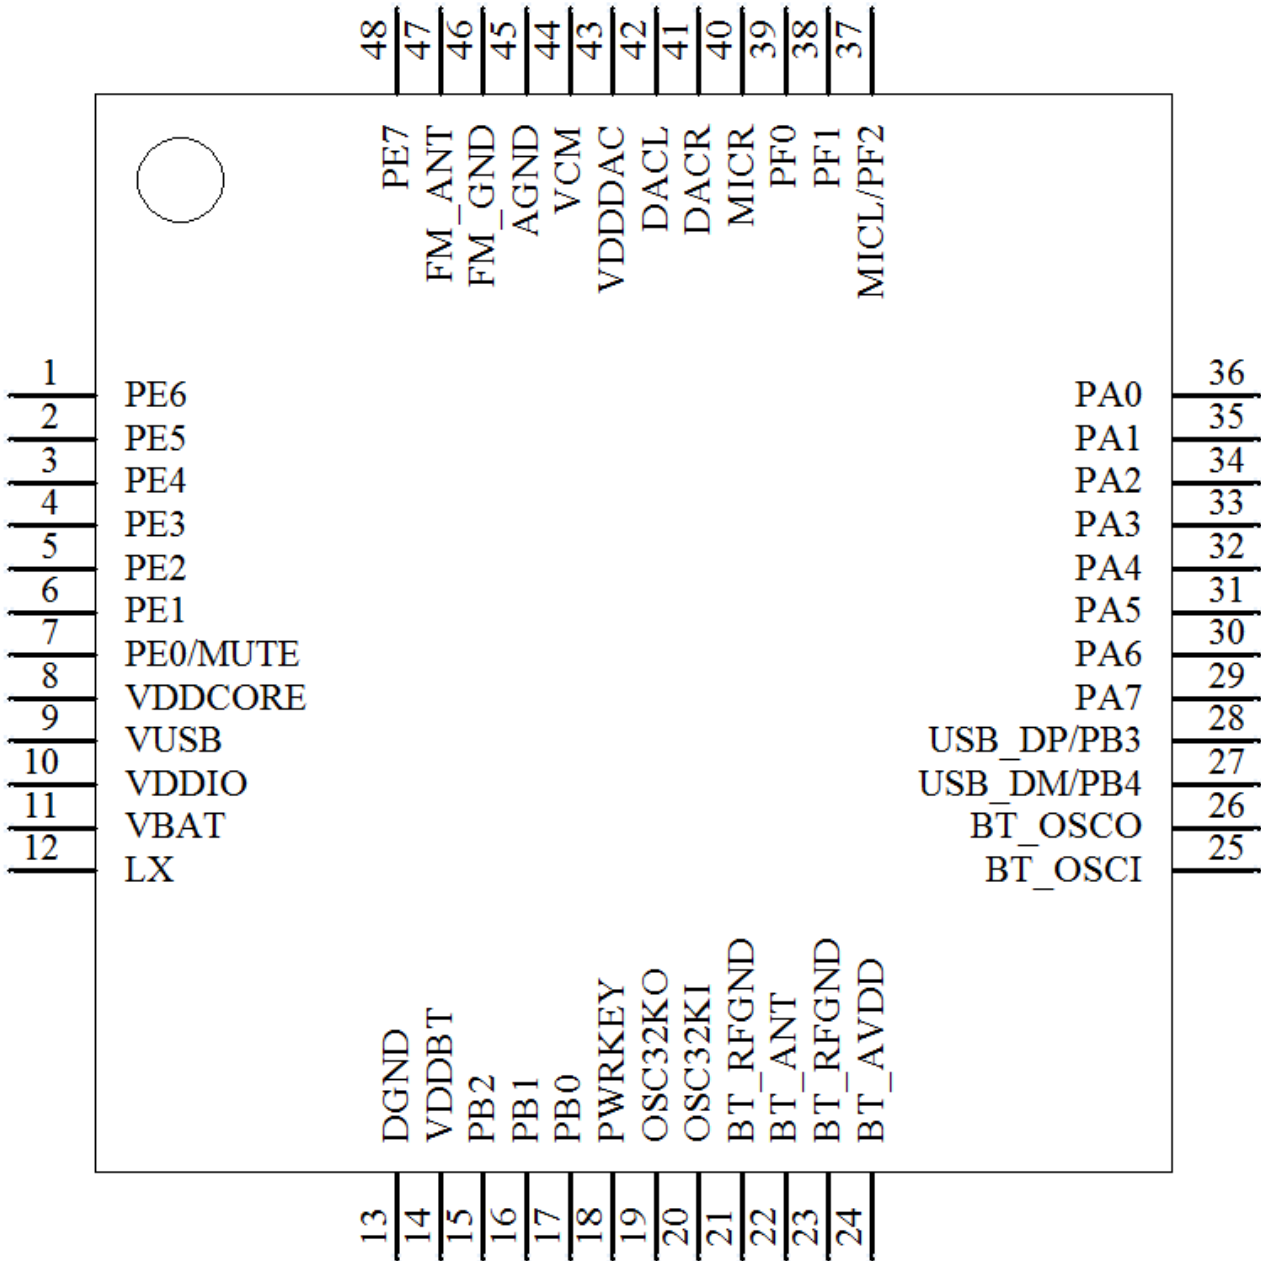 48
47
46
45
44
43
42
41
40
39
38
37
PE7
FM_ANT
FM_GND
AGND
VCM
VDDDAC
DACL
DACR
MICR
PF0
PF1
MICL/PF2
1 PE6
2 PE5
3 PE4
4 PE3
5 PE2
6 PE1
7 PE0/MUTE
8 VDDCORE
9 VUSB
10 VDDIO
11 VBAT
12 LX
PA0 36
PA1 35
PA2 34
PA3 33
PA4 32
PA5 31
PA6 30
PA7 29
USB_DP/PB3 28
USB_DM/PB4 27
BT_OSCO 26
BT_OSCI 25
DGND
VDDBT
PB2
PB1
PB0
PWRKEY
OSC32KO
OSC32KI
BT_RFGND
BT_ANT
BT_RFGND
BT_AVDD
13
14
15
16
17
18
19
20
21
22
23
24